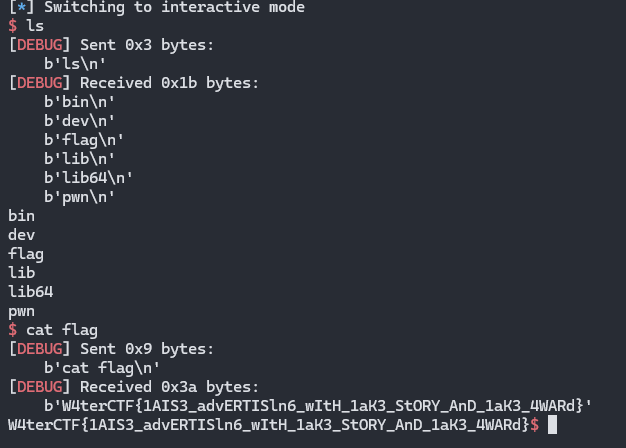 [*] Switching to interactive mode
$ ls
[DEBUG] Sent 0x3 bytes:
    b'ls\n'
[DEBUG] Received 0x1b bytes:
    b'bin\n'
    b'dev\n'
    b'flag\n'
    b'lib\n'
    b'lib64\n'
    b'pwn\n'
bin
dev
flag
lib
lib64
pwn
$ cat flag
[DEBUG] Sent 0x9 bytes:
    b'cat flag\n'
[DEBUG] Received 0x3a bytes:
    b'W4terCTF{1AIS3_advERTISln6_wItH_1aK3_StORY_AnD_1aK3_4WARd}'
W4terCTF{1AIS3_advERTISln6_wItH_1aK3_StORY_AnD_1aK3_4WARd}$